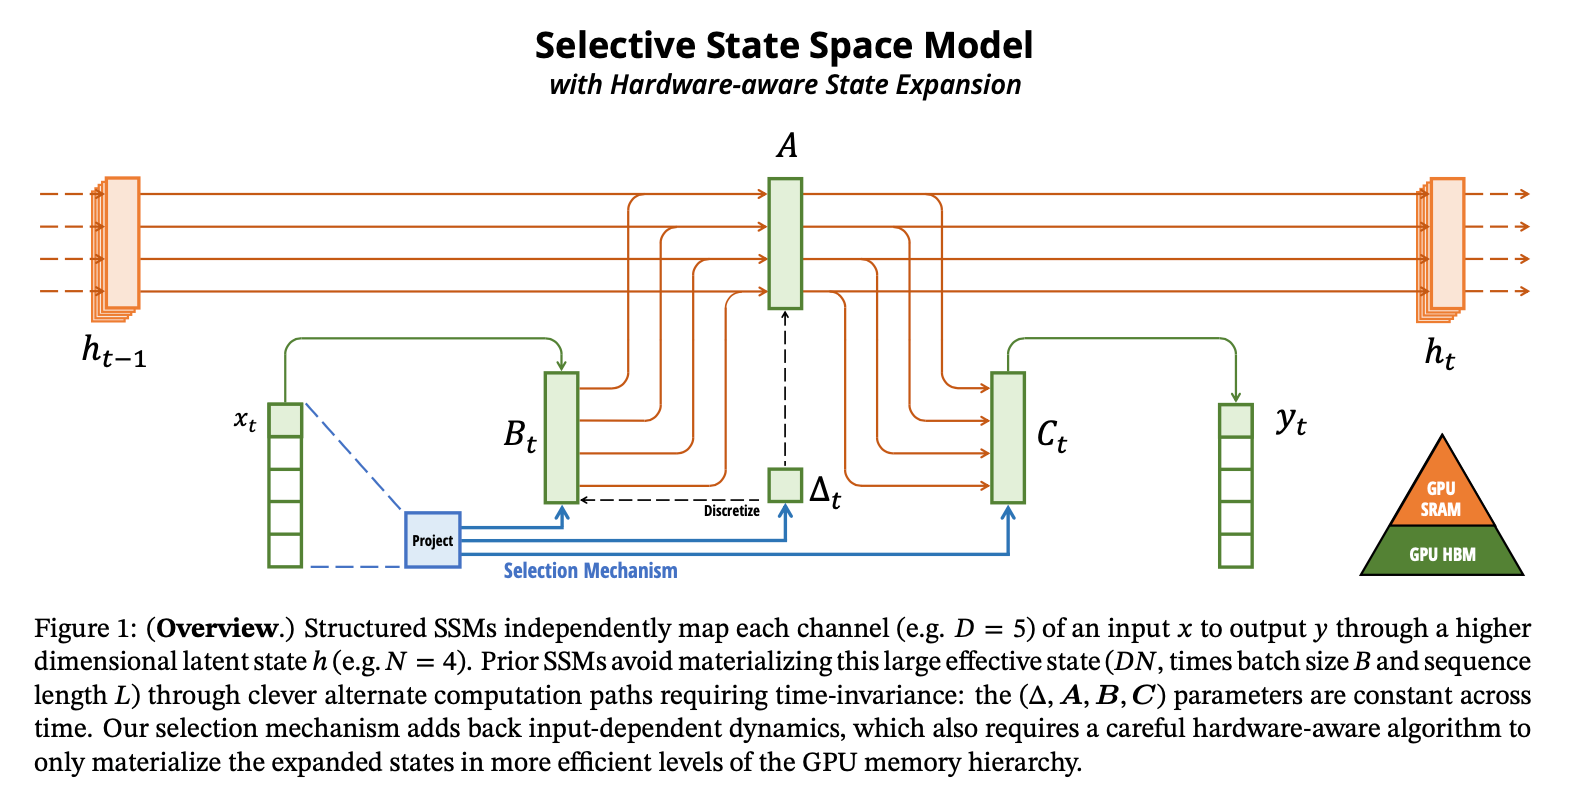 Selective State Space Model
with Hardware-aware State Expansion
A
h_{t−1}
h_t
x_t
B_t
C_t
y_t
Δ_t
Discretize
Project
Selection Mechanism
GPU
SRAM
GPU HBM
Figure 1: (Overview.) Structured SSMs independently map each channel (e.g. D = 5) of an input x to output y through a higher
dimensional latent state h (e.g. N = 4). Prior SSMs avoid materializing this large effective state (DN, times batch size B and sequence
length L) through clever alternate computation paths requiring time-invariance: the (Δ, A, B, C) parameters are constant across
time. Our selection mechanism adds back input-dependent dynamics, which also requires a careful hardware-aware algorithm to
only materialize the expanded states in more efficient levels of the GPU memory hierarchy.